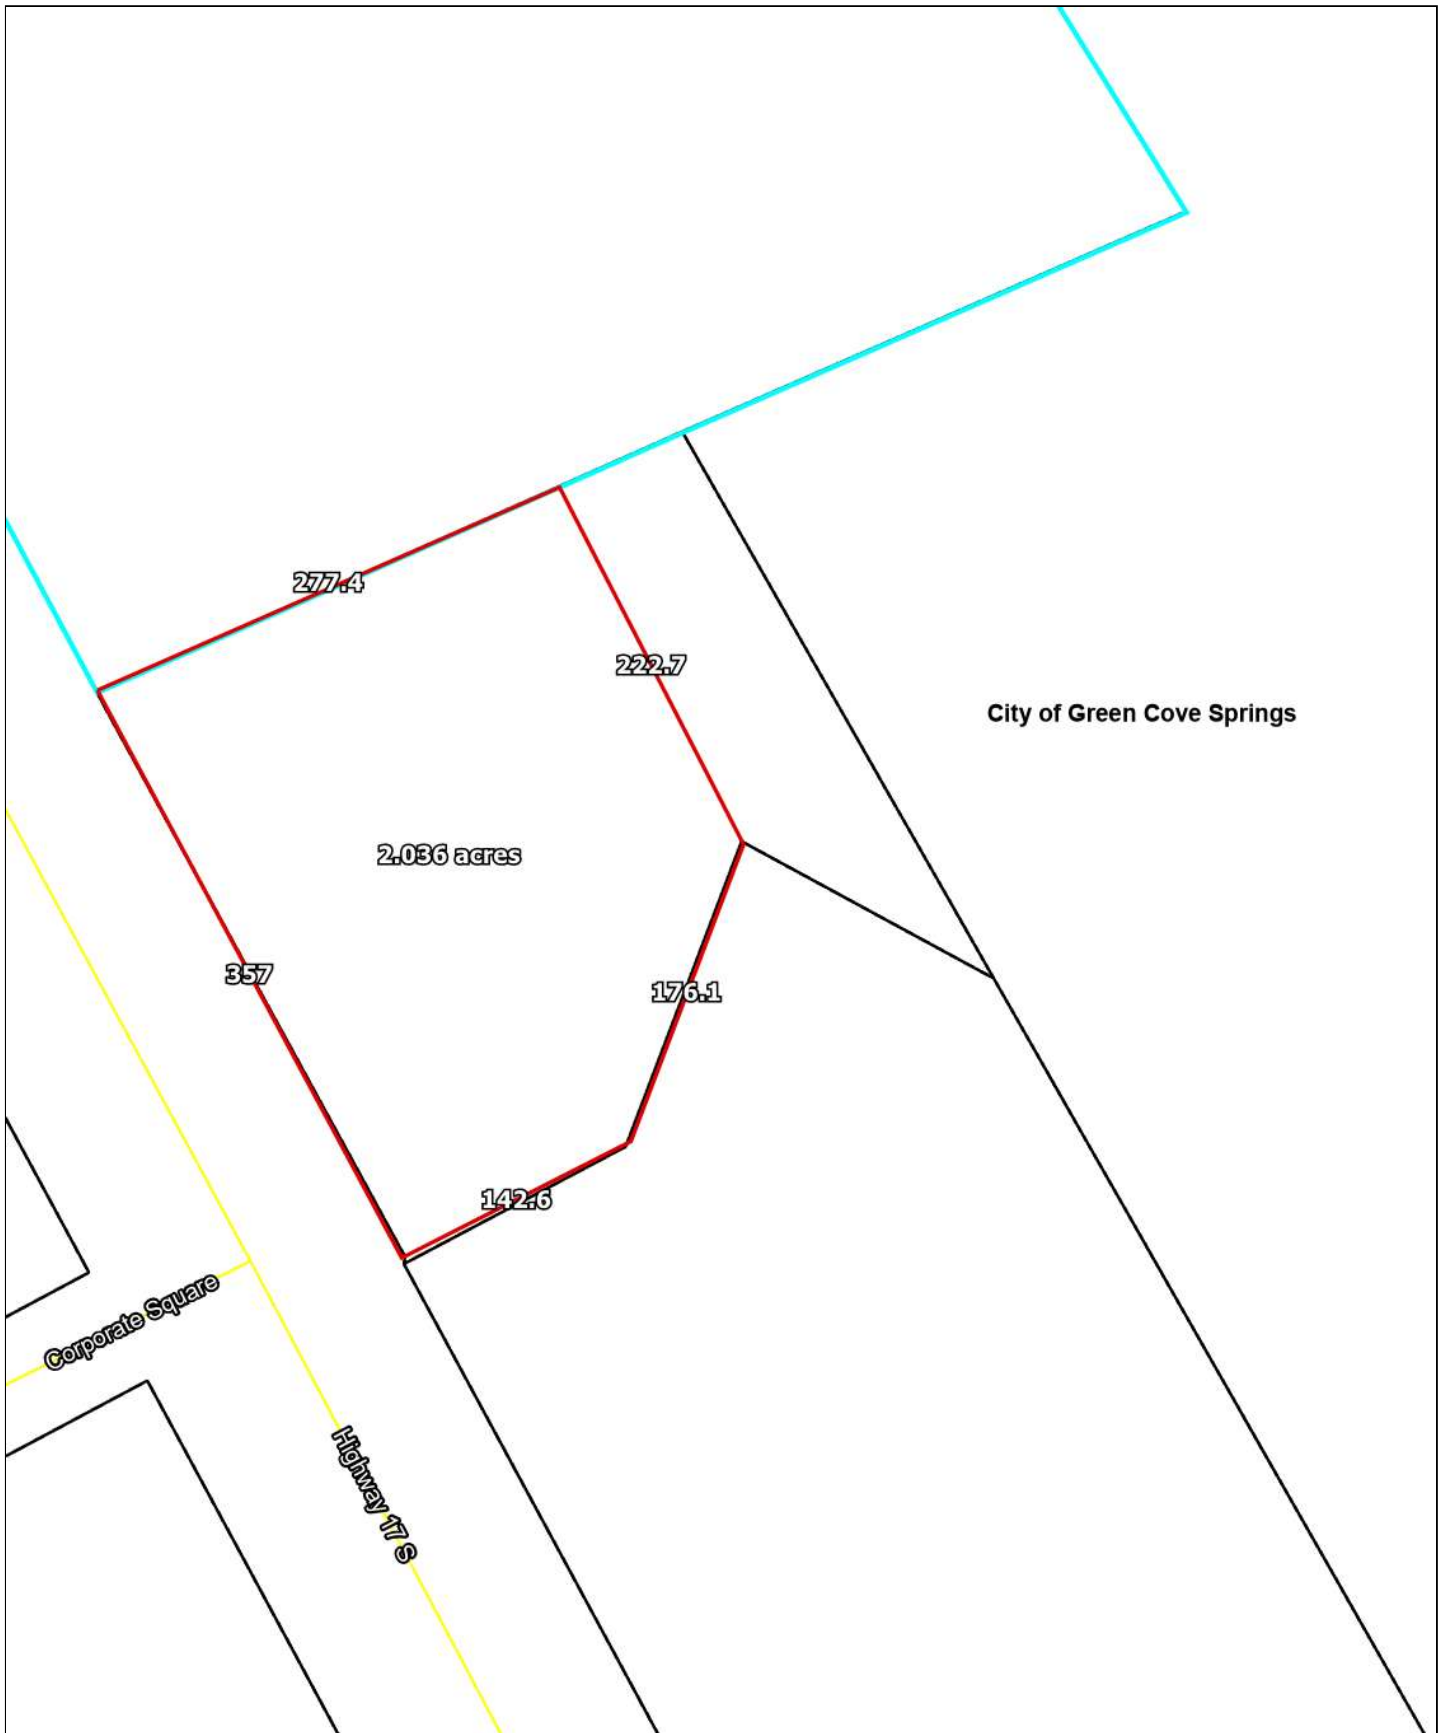 277.4
222.7
City of Green Cove Springs
2.036 acres
357
176.1
142.6
Corporate Square
Highway 17 S